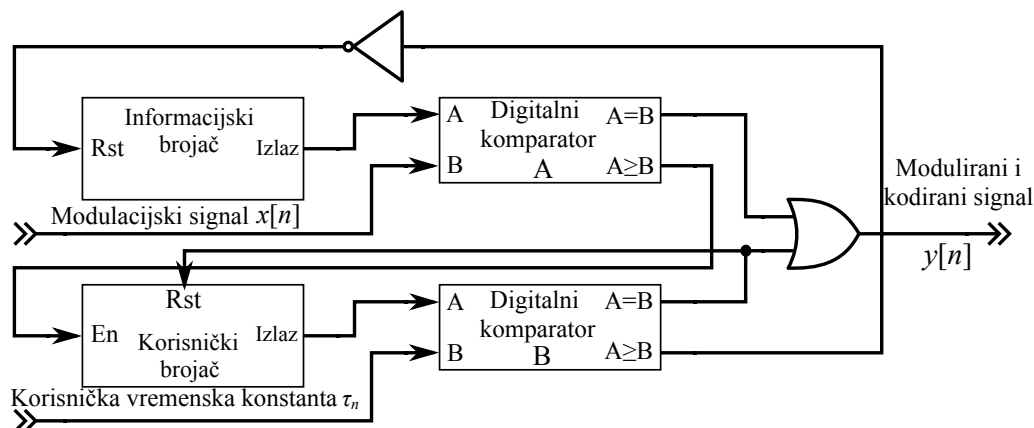 Informacijski
brojač
Rst
Izlaz
A
B
Digitalni
komparator
A
A=B
A≥B
Modulacijski signal x[n]
Modulirani i
kodirani signal
y[n]
Rst
En
Izlaz
Korisnički
brojač
A
B
Digitalni
komparator
B
A=B
A≥B
Korisnička vremenska konstanta τn